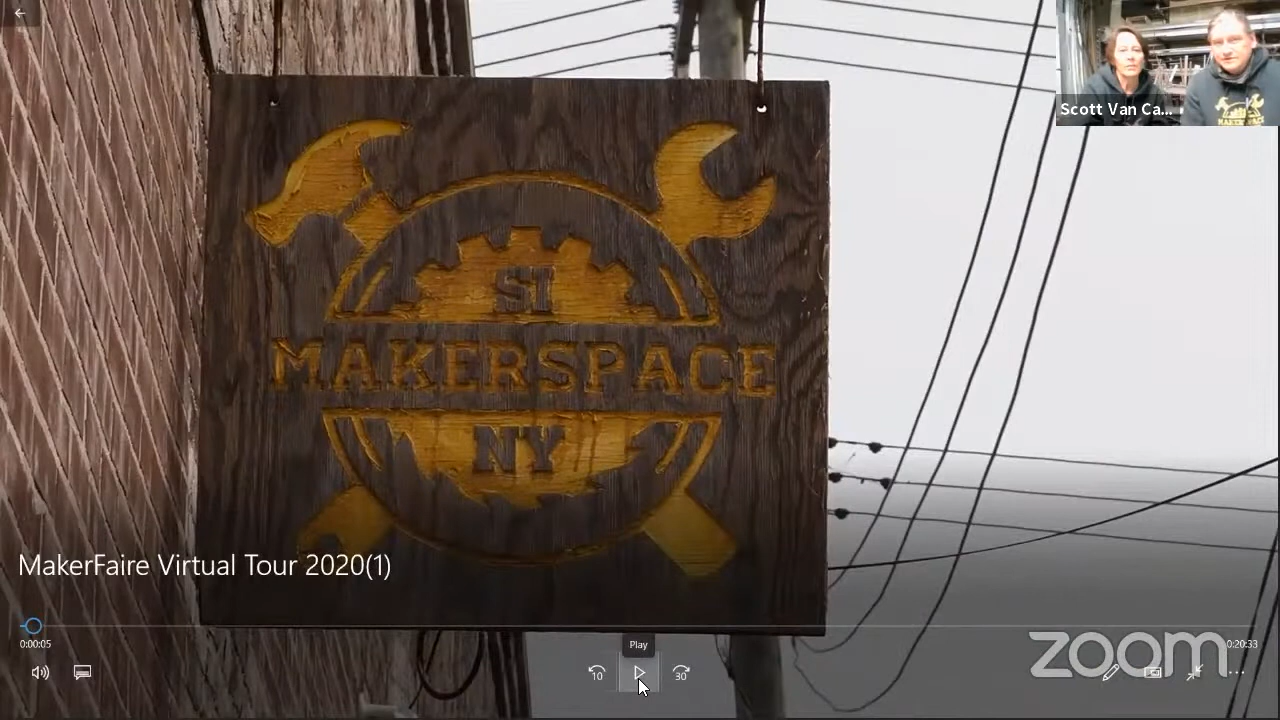 Scott Van Ca...
MAKERSPACE
SI
MAKERSPACE
NY
MakerFaire Virtual Tour 2020(1)
0:00:05
Play
0:20:33
10
30
zoom